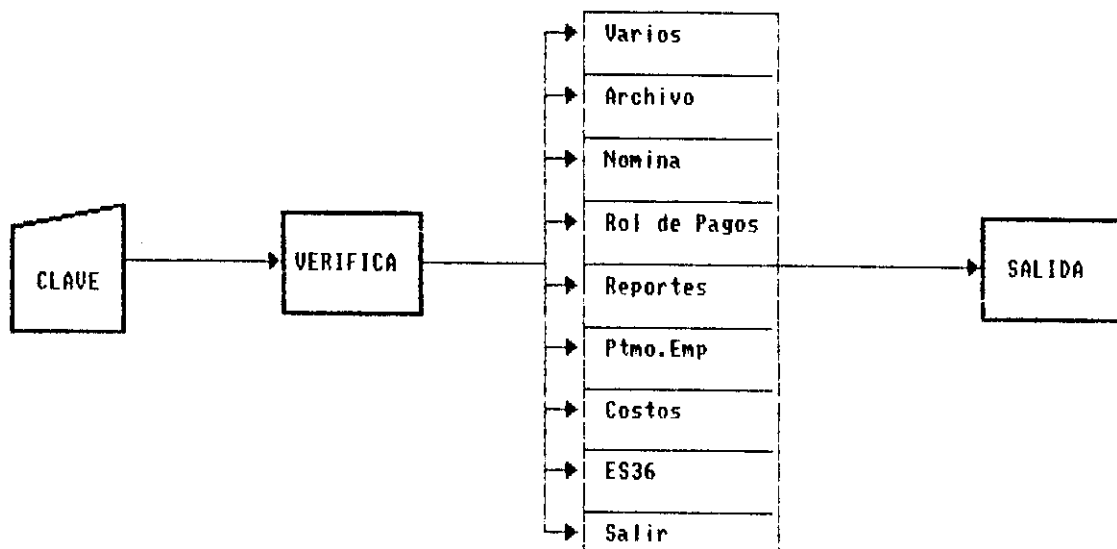 CLAVE
VERIFICA
Varios
Archivo
Nomina
Rol de Pagos
Reportes
Ptmo.Emp
Costos
ES36
Salir
SALIDA